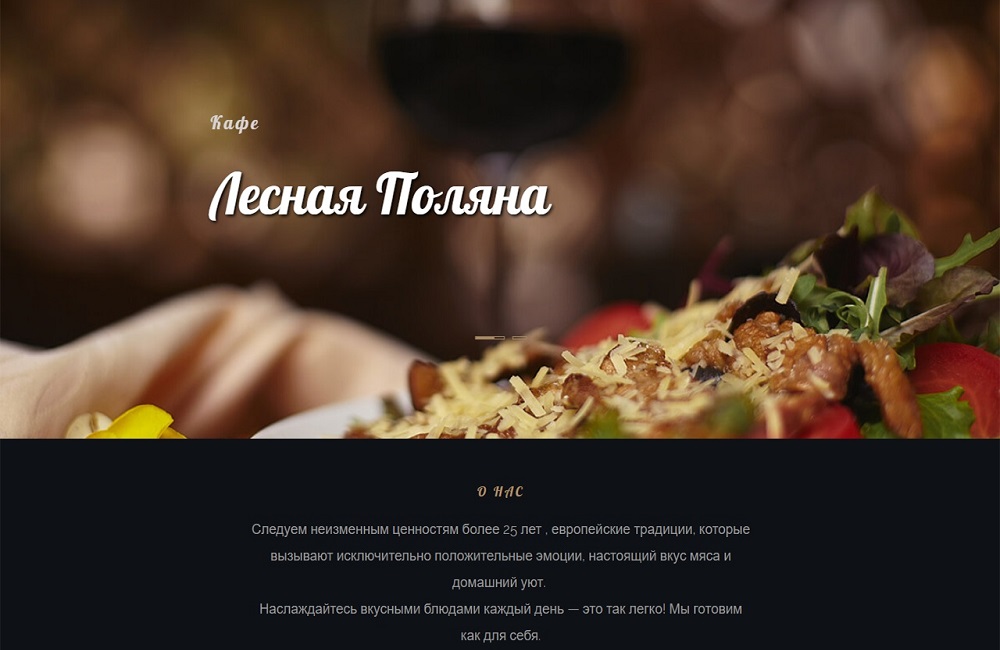 Кафе
Лесная Поляна
О НАС
Следуем неизменным ценностям более 25 лет , европейские традиции, которые
вызывают исключительно положительные эмоции, настоящий вкус мяса и
домашний уют.
Наслаждайтесь вкусными блюдами каждый день — это так легко! Мы готовим
как для себя.